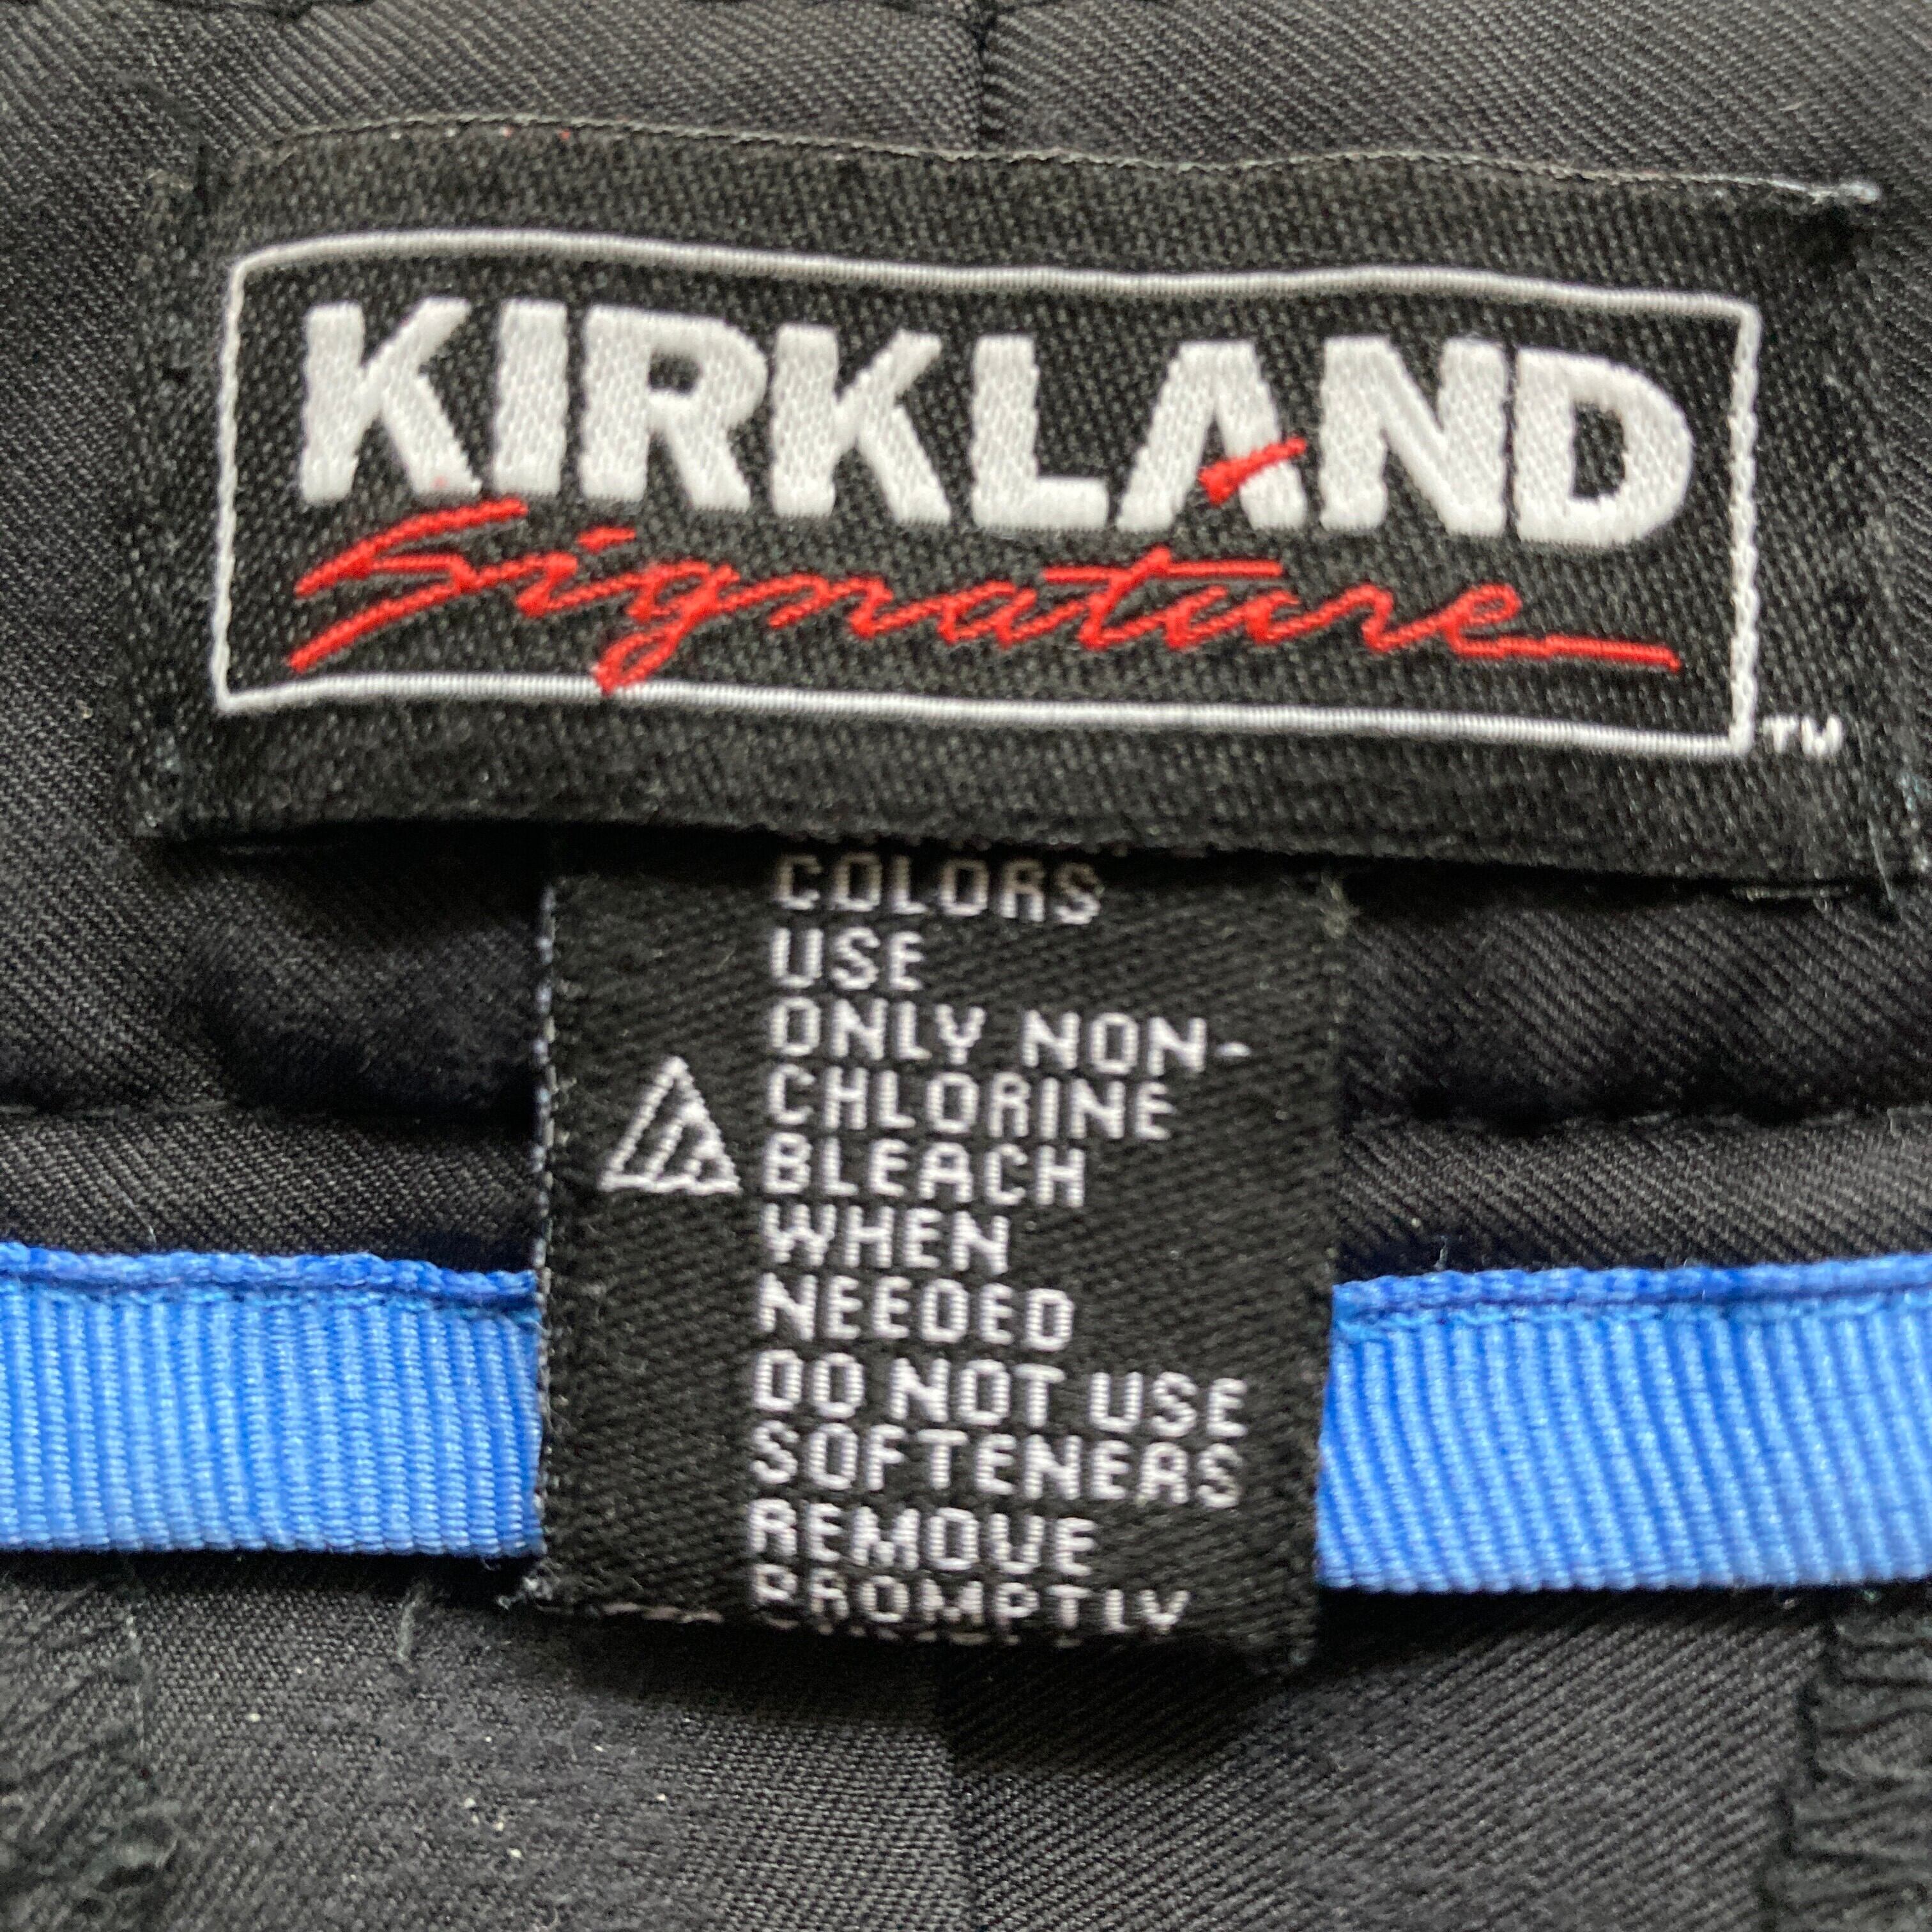 KIRKLAND
Signature
TM
COLORS
USE
ONLY NON-
CHLORINE
BLEACH
WHEN
NEEDED
DO NOT USE
SOFTENERS
REMOVE
PROMPTLY